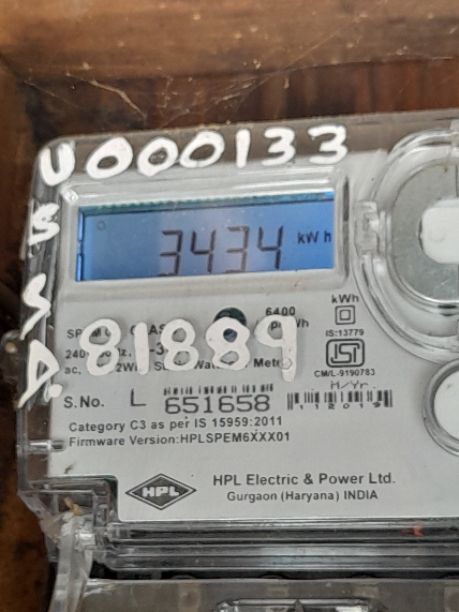 U000133
S
3434 kWh
S
6400
kWh
IS:13779
D.81889
CM/L-9190783
M/Yr.
S.No. L 651658
112019
Category C3 as per IS 15959:2011
Firmware Version:HPLSPEM6XXX01
HPL
HPL Electric & Power Ltd.
Gurgaon (Haryana) INDIA